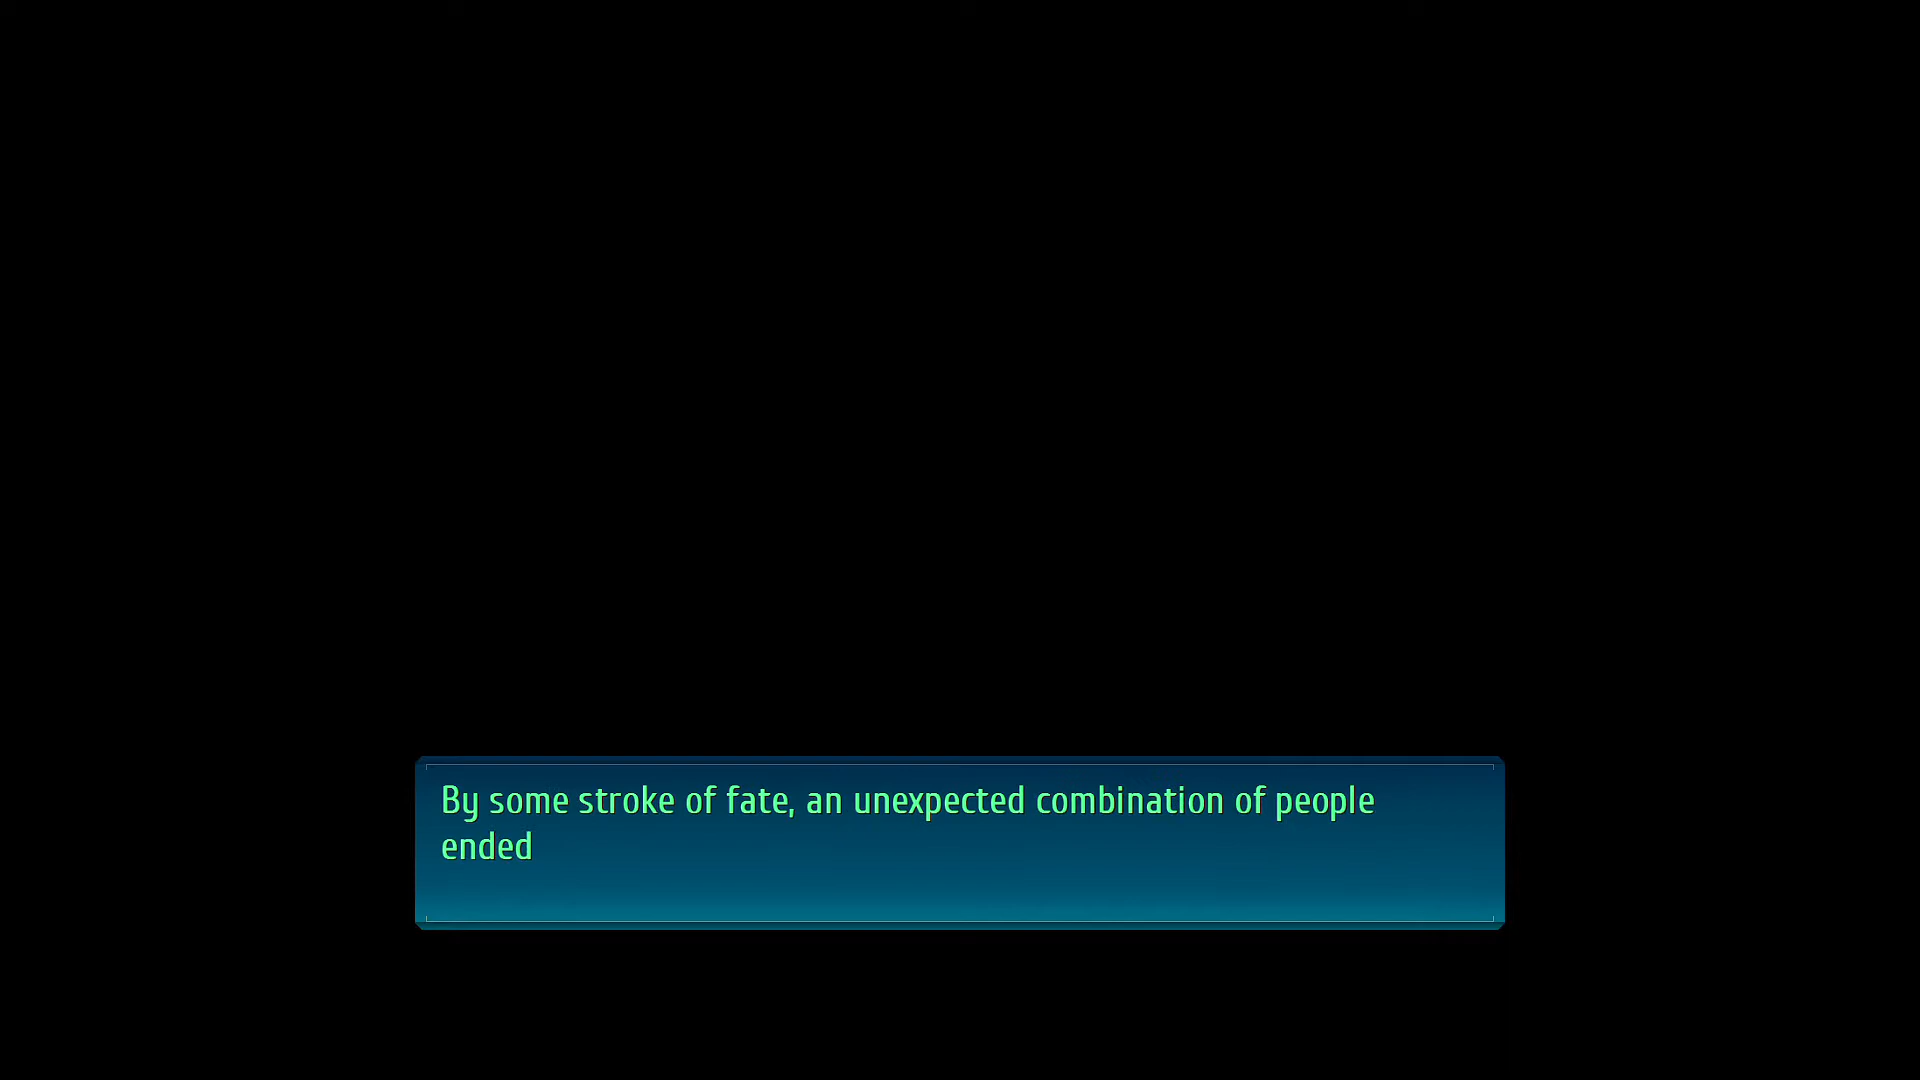 By some stroke of fate, an unexpected combination of people
ended